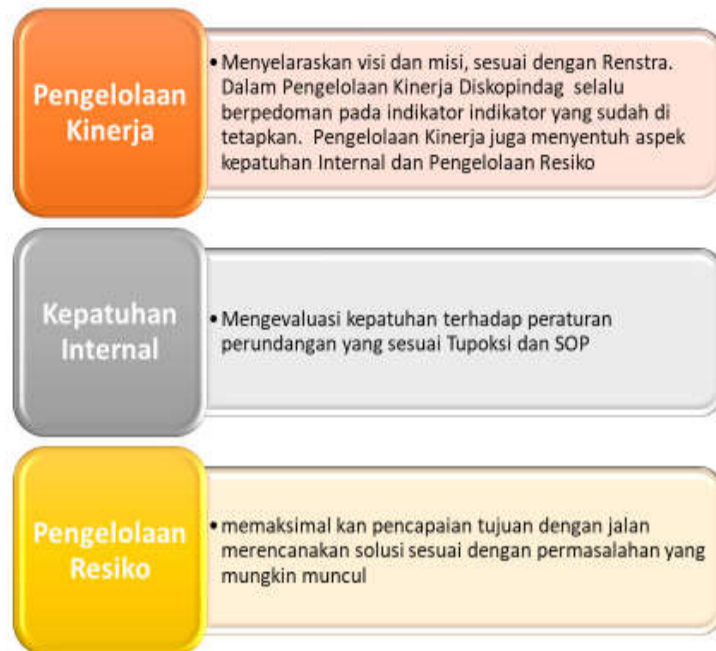 Pengelolaan
Kinerja
•Menyelaraskan visi dan misi, sesuai dengan Renstra.
Dalam Pengelolaan Kinerja Diskopindag selalu
berpedoman pada indikator indikator yang sudah di
tetapkan. Pengelolaan Kinerja juga menyentuh aspek
kepatuhan Internal dan Pengelolaan Resiko
Kepatuhan
Internal
•Mengevaluasi kepatuhan terhadap peraturan
perundangan yang sesuai Tupoksi dan SOP
Pengelolaan
Resiko
•memaksimal kan pencapaian tujuan dengan jalan
merencanakan solusi sesuai dengan permasalahan yang
mungkin muncul